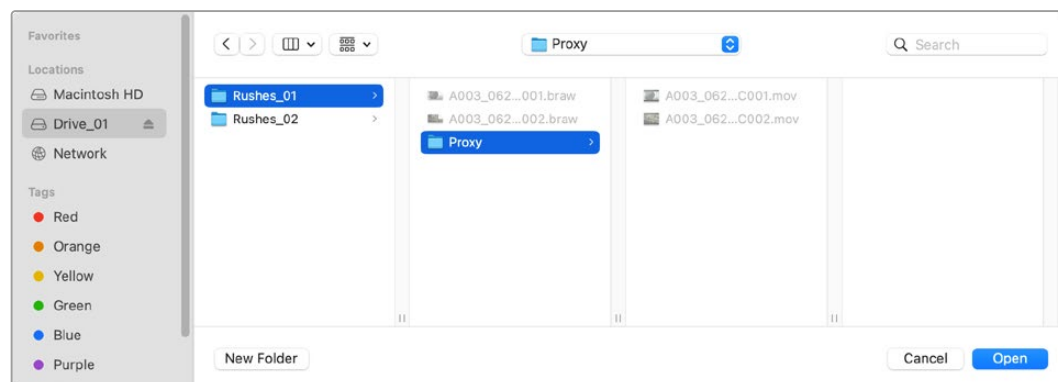 Favorites
Locations
Macintosh HD
Drive_01
Network
Tags
Red
Orange
Yellow
Green
Blue
Purple
Proxy
Search
Rushes_01
Rushes_02
A003_062...001.braw
A003_062...002.braw
Proxy
A003_062...C001.mov
A003_062...C002.mov
New Folder
Cancel
Open